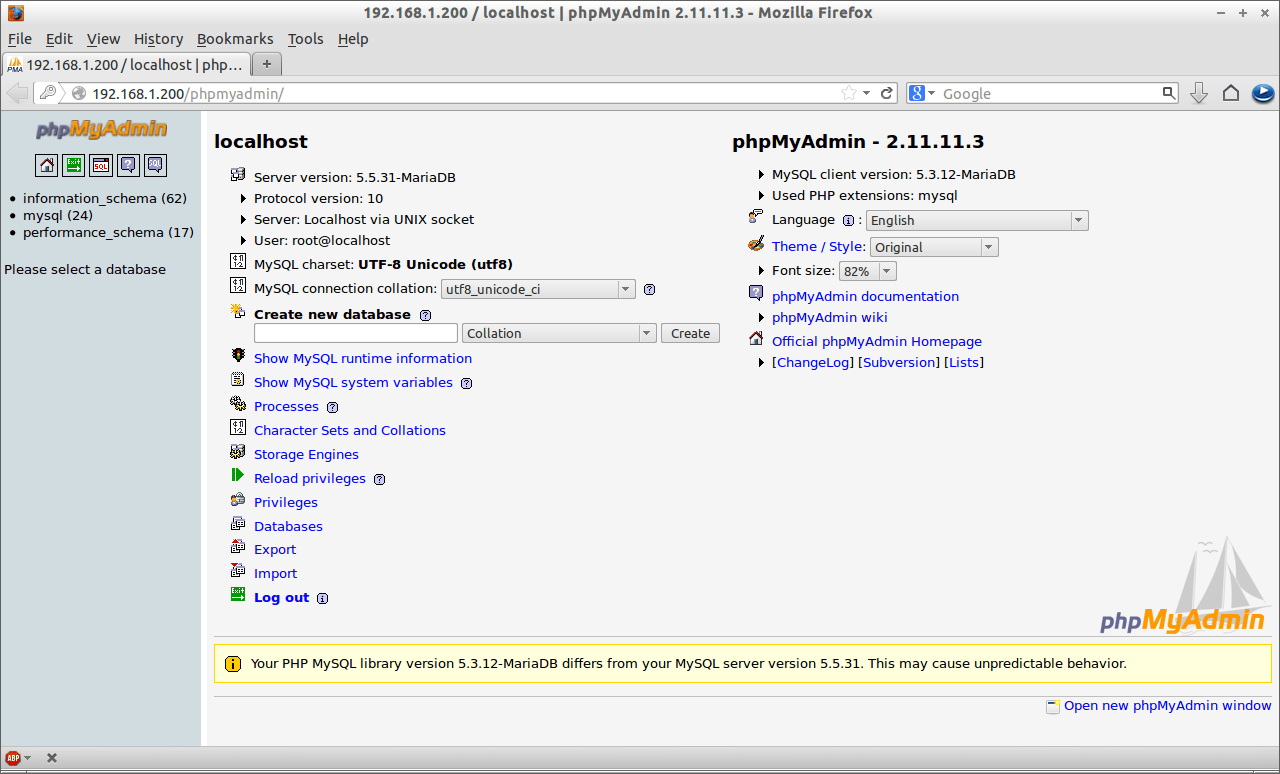 192.168.1.200 / localhost | phpMyAdmin 2.11.11.3 - Mozilla Firefox
File Edit View History Bookmarks Tools Help
PMA 192.168.1.200 / localhost | php...
192.168.1.200/phpmyadmin/
Google
phpMyAdmin
Exit SQL ? SQL
information_schema (62)
mysql (24)
performance_schema (17)
Please select a database
localhost
Server version: 5.5.31-MariaDB
Protocol version: 10
Server: Localhost via UNIX socket
User: root@localhost
MySQL charset: UTF-8 Unicode (utf8)
MySQL connection collation: utf8_unicode_ci ?
Create new database ?
Collation Create
Show MySQL runtime information
Show MySQL system variables ?
Processes ?
Character Sets and Collations
Storage Engines
Reload privileges ?
Privileges
Databases
Export
Import
Log out i
phpMyAdmin - 2.11.11.3
MySQL client version: 5.3.12-MariaDB
Used PHP extensions: mysql
Language i : English
Theme / Style: Original
Font size: 82%
phpMyAdmin documentation
phpMyAdmin wiki
Official phpMyAdmin Homepage
[ChangeLog] [Subversion] [Lists]
phpMyAdmin
Your PHP MySQL library version 5.3.12-MariaDB differs from your MySQL server version 5.5.31. This may cause unpredictable behavior.
Open new phpMyAdmin window
ABP